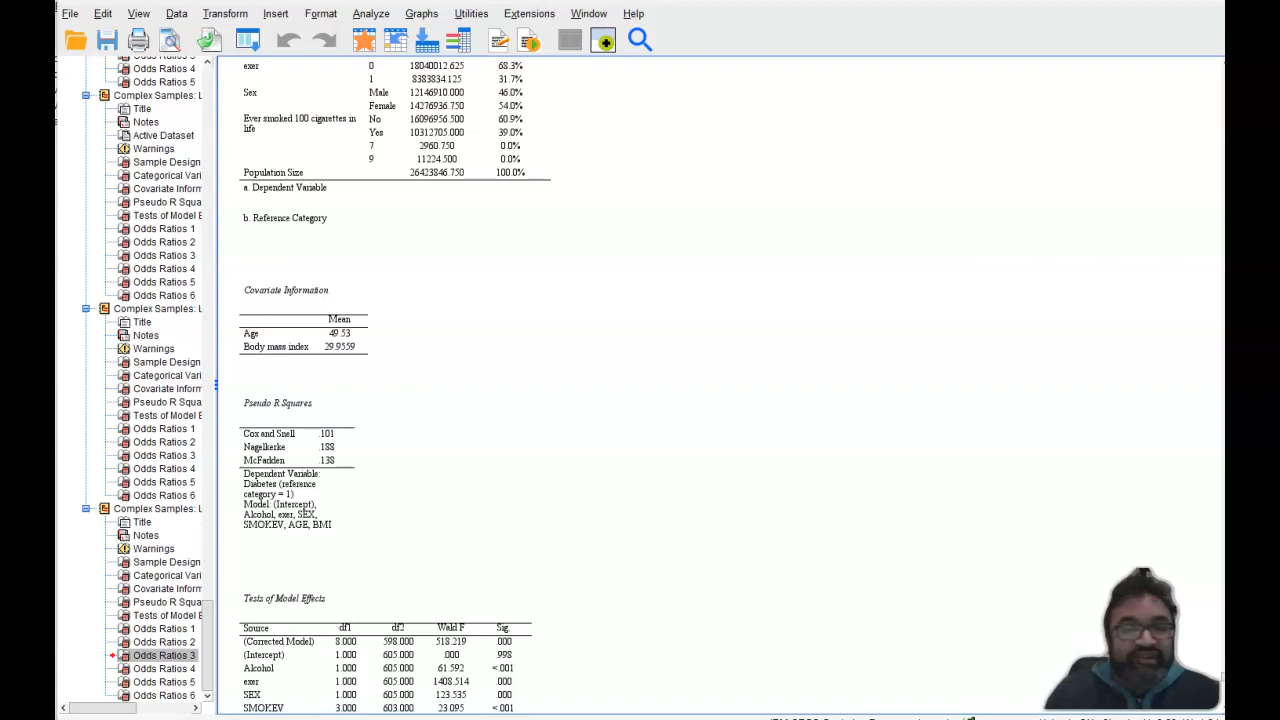 File Edit View Data Transform Insert Format Analyze Graphs Utilities Extensions Window Help
Odds Ratios 4
Odds Ratios 5
Complex Samples: L
Title
Notes
Active Dataset
Warnings
Sample Design
Categorical Vari
Covariate Inform
Pseudo R Squa
Tests of Model E
Odds Ratios 1
Odds Ratios 2
Odds Ratios 3
Odds Ratios 4
Odds Ratios 5
Odds Ratios 6
Complex Samples: L
Title
Notes
Warnings
Sample Design
Categorical Vari
Covariate Inform
Pseudo R Squa
Tests of Model E
Odds Ratios 1
Odds Ratios 2
Odds Ratios 3
Odds Ratios 4
Odds Ratios 5
Odds Ratios 6
Complex Samples: L
Title
Notes
Warnings
Sample Design
Categorical Vari
Covariate Inform
Pseudo R Squa
Tests of Model E
Odds Ratios 1
Odds Ratios 2
Odds Ratios 3
Odds Ratios 4
Odds Ratios 5
Odds Ratios 6
exer 0 18040012.625 68.3%
1 8383834.125 31.7%
Sex Male 12146910.000 46.0%
Female 14276936.750 54.0%
Ever smoked 100 cigarettes in No 16096956.500 60.9%
life
Yes 10312705.000 39.0%
7 2960.750 0.0%
9 11224.500 0.0%
Population Size 26423846.750 100.0%
a. Dependent Variable
b. Reference Category
Covariate Information
Mean
Age 49.53
Body mass index 29.9559
Pseudo R Squares
Cox and Snell .101
Nagelkerke .188
McFadden .138
Dependent Variable:
Diabetes (reference
category = 1)
Model: (Intercept),
Alcohol, exer, SEX,
SMOKEV, AGE, BMI
Tests of Model Effects
Source df1 df2 Wald F Sig.
(Corrected Model) 8.000 598.000 518.219 .000
(Intercept) 1.000 605.000 .000 .998
Alcohol 1.000 605.000 61.592 <.001
exer 1.000 605.000 1408.514 .000
SEX 1.000 605.000 123.535 .000
SMOKEV 3.000 603.000 23.095 <.001